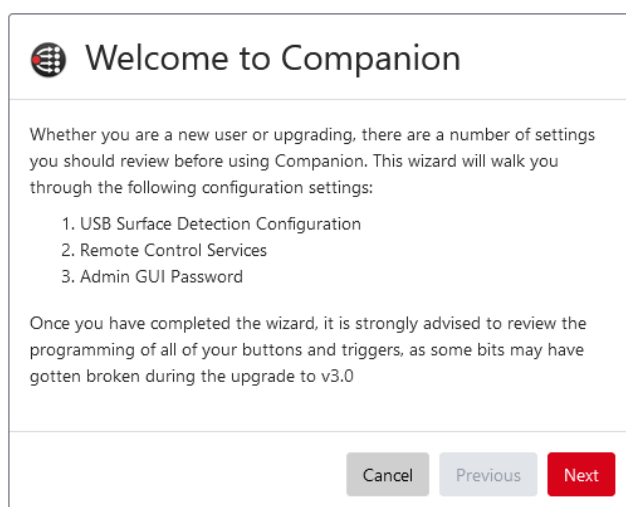 Welcome to Companion
Whether you are a new user or upgrading, there are a number of settings
you should review before using Companion. This wizard will walk you
through the following configuration settings:
1. USB Surface Detection Configuration
2. Remote Control Services
3. Admin GUI Password
Once you have completed the wizard, it is strongly advised to review the
programming of all of your buttons and triggers, as some bits may have
gotten broken during the upgrade to v3.0
Cancel Previous Next